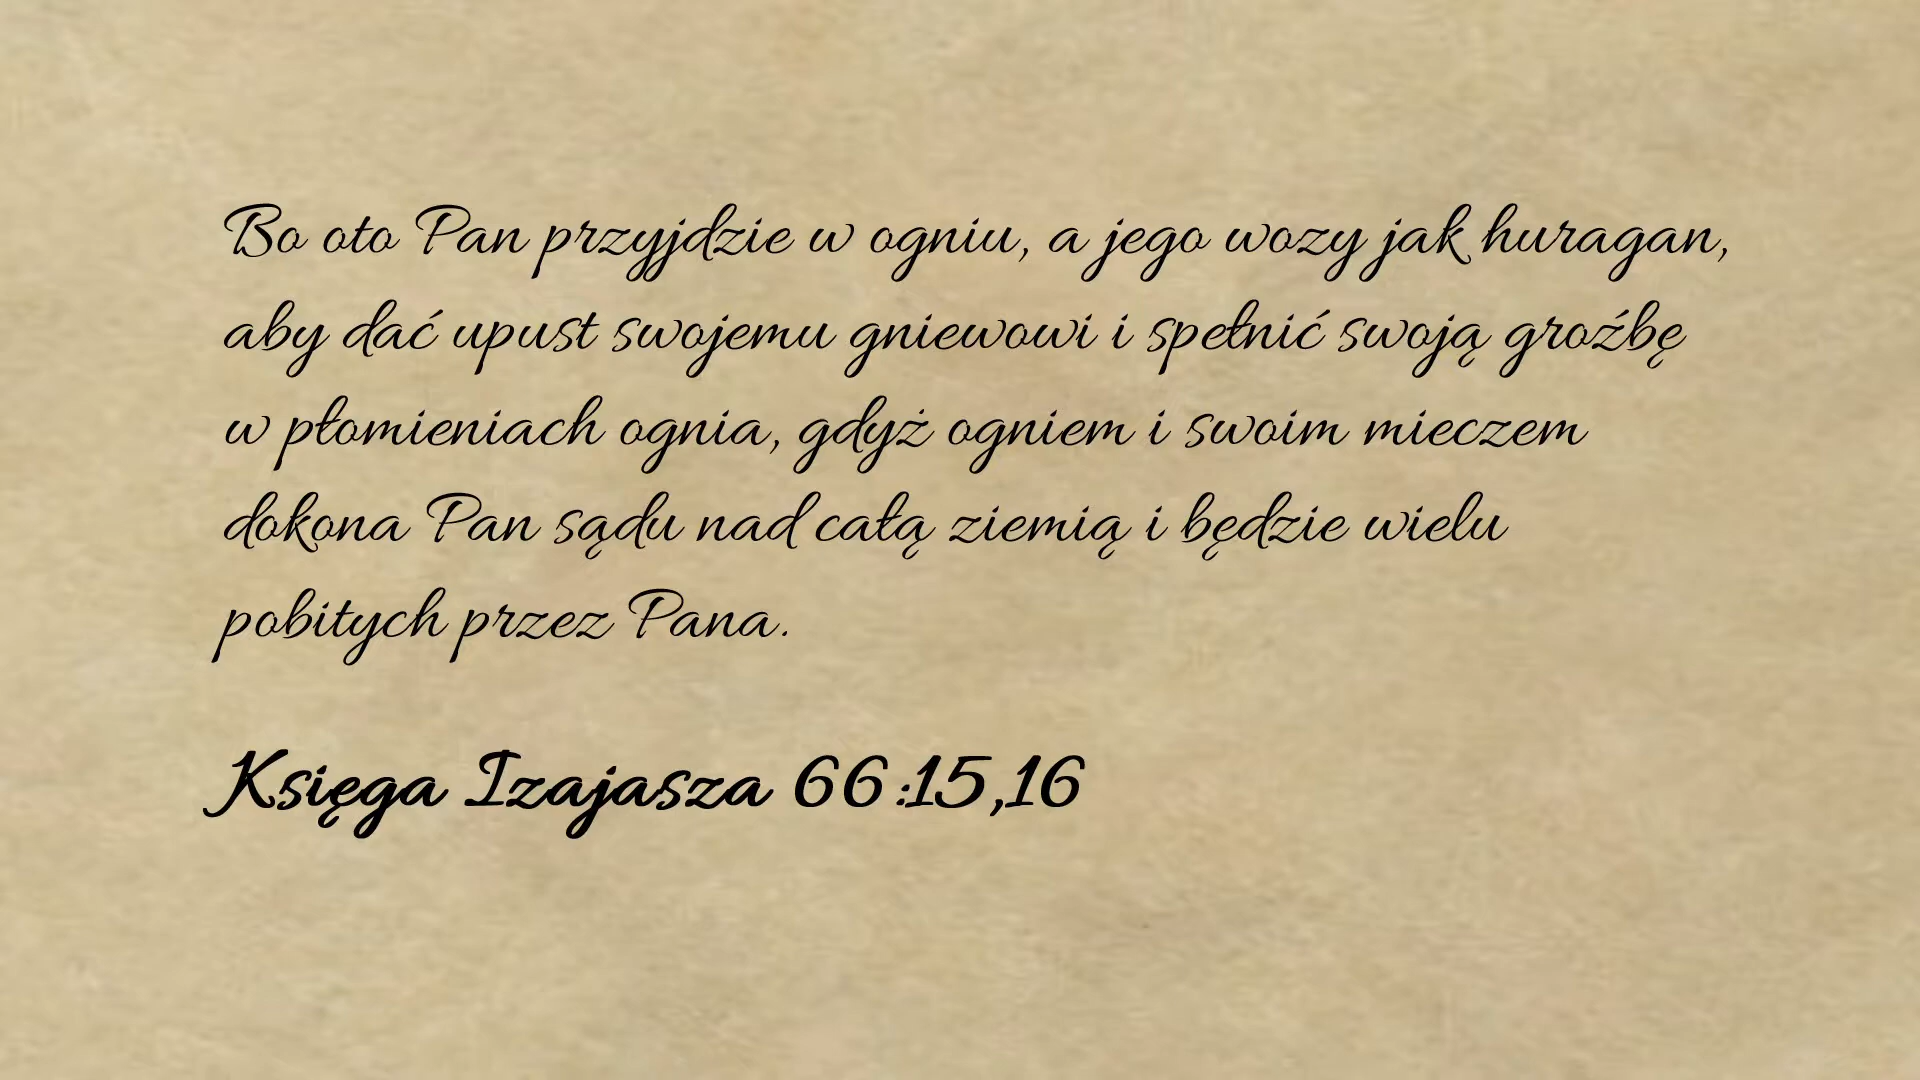 Bo oto Pan przyjdzie w ogniu, a jego wozy jak huragan,
aby dać upust swojemu gniewowi i spełnić swoją groźbę
w płomieniach ognia, gdyż ogniem i swoim mieczem
dokona Pan sądu nad całą ziemią i będzie wielu
pobitych przez Pana.
Księga Izajasza 66:15,16